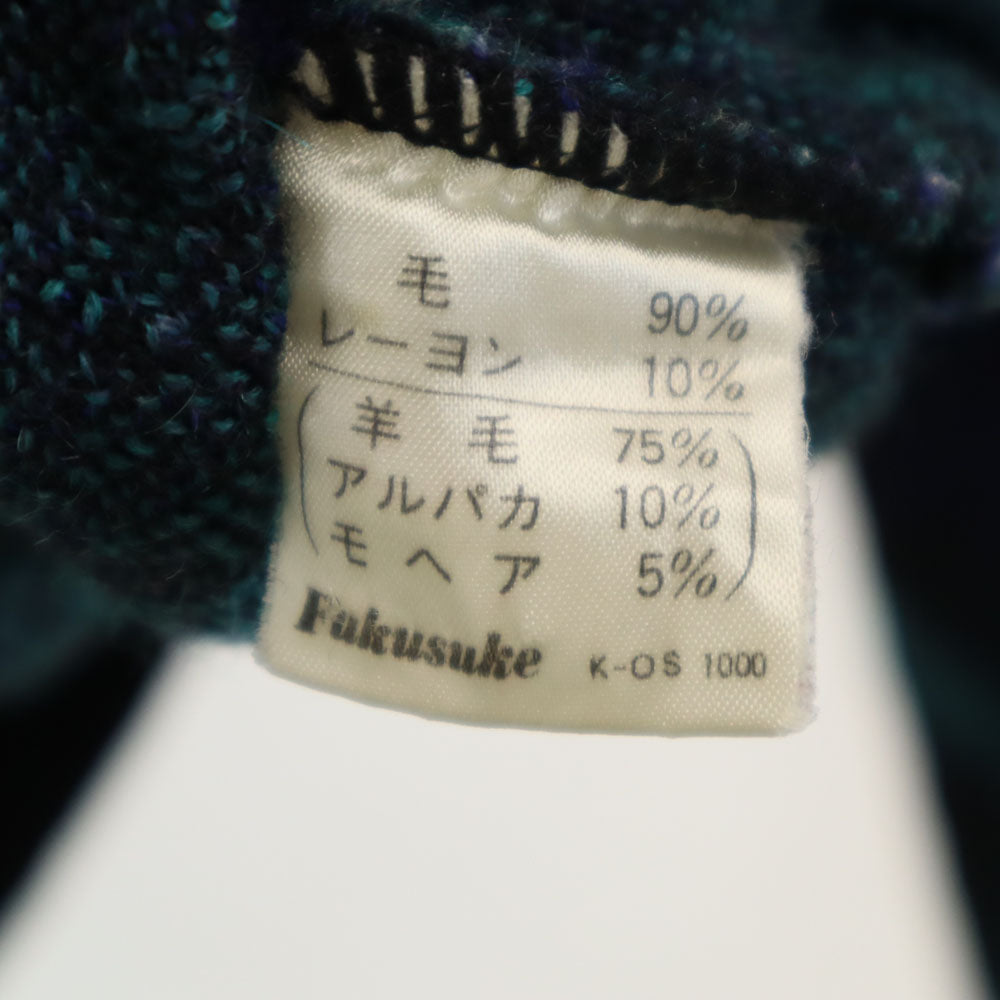 毛 90%
レーヨン 10%
(羊毛 75%
アルパカ 10%
モヘア 5%)
Fukusuke K-OS 1000